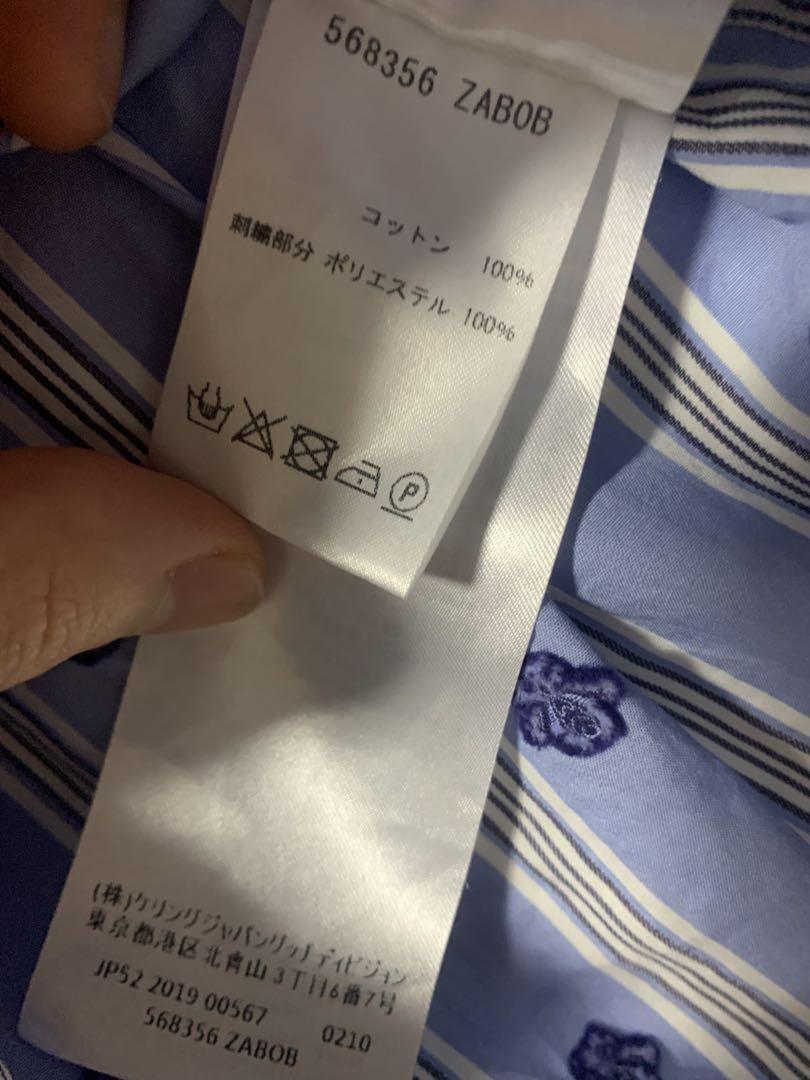 568356 ZABOB
コットン 100%
刺繍部分 ポリエステル 100%
P
(株)ケリングジャパングッチディビジョン
東京都港区北青山3丁目6番7号
JP52 2019 00567 0210
568356 ZABOB